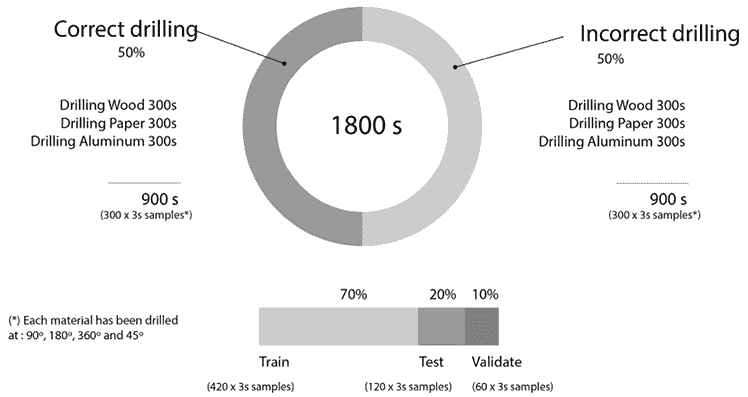 Correct drilling
50%
Drilling Wood 300s
Drilling Paper 300s
Drilling Aluminum 300s
900 s
(300 x 3s samples*)
1800 s
Incorrect drilling
50%
Drilling Wood 300s
Drilling Paper 300s
Drilling Aluminum 300s
900 s
(300 x 3s samples*)
(*) Each material has been drilled
at : 90º, 180º, 360º and 45º
70% 20% 10%
Train Test Validate
(420 x 3s samples) (120 x 3s samples) (60 x 3s samples)